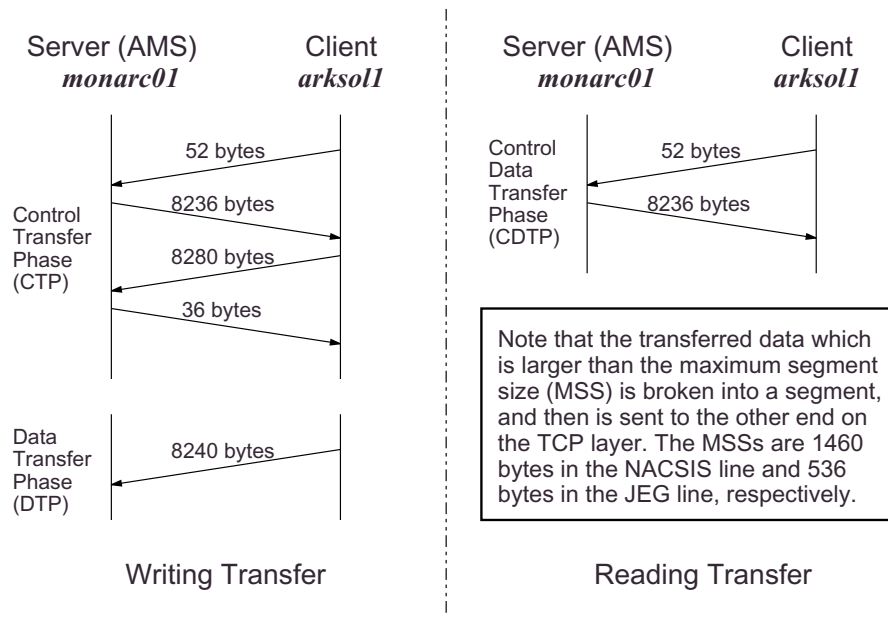 Server (AMS)
monarc01
Client
arksol1
52 bytes
8236 bytes
8280 bytes
36 bytes
Control
Transfer
Phase
(CTP)
8240 bytes
Data
Transfer
Phase
(DTP)
Writing Transfer
Server (AMS)
monarc01
Client
arksol1
Control
Data
Transfer
Phase
(CDTP)
52 bytes
8236 bytes
Note that the transferred data which
is larger than the maximum segment
size (MSS) is broken into a segment,
and then is sent to the other end on
the TCP layer. The MSSs are 1460
bytes in the NACSIS line and 536
bytes in the JEG line, respectively.
Reading Transfer